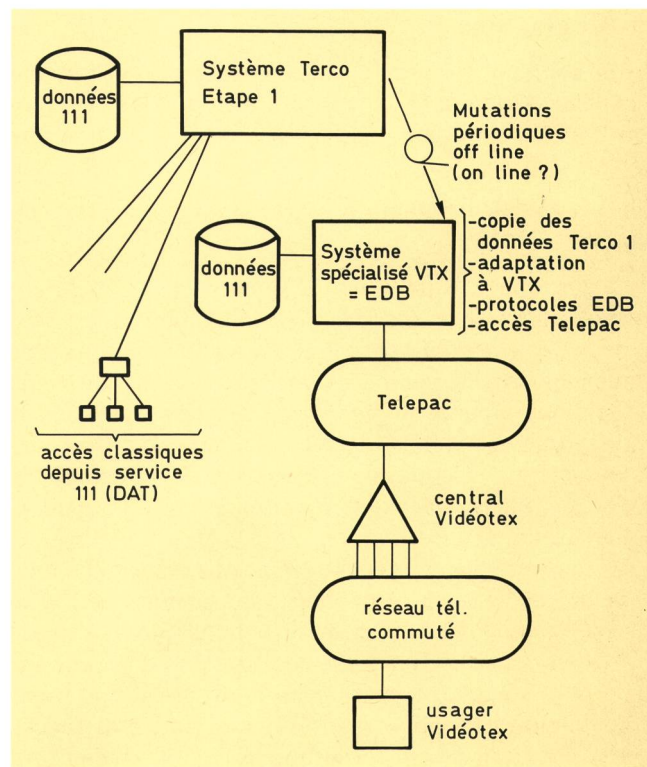 Système Terco
Etape 1
données
111
Mutations
périodiques
off line
(on line ?)
données
111
Système
spécialisé VTX
= EDB
-copie des
données Terco 1
-adaptation
à VTX
-protocoles EDB
-accès Telepac
Telepac
accès classiques
depuis service
111 (DAT)
central
Vidéotex
réseau tél.
commuté
usager
Vidéotex